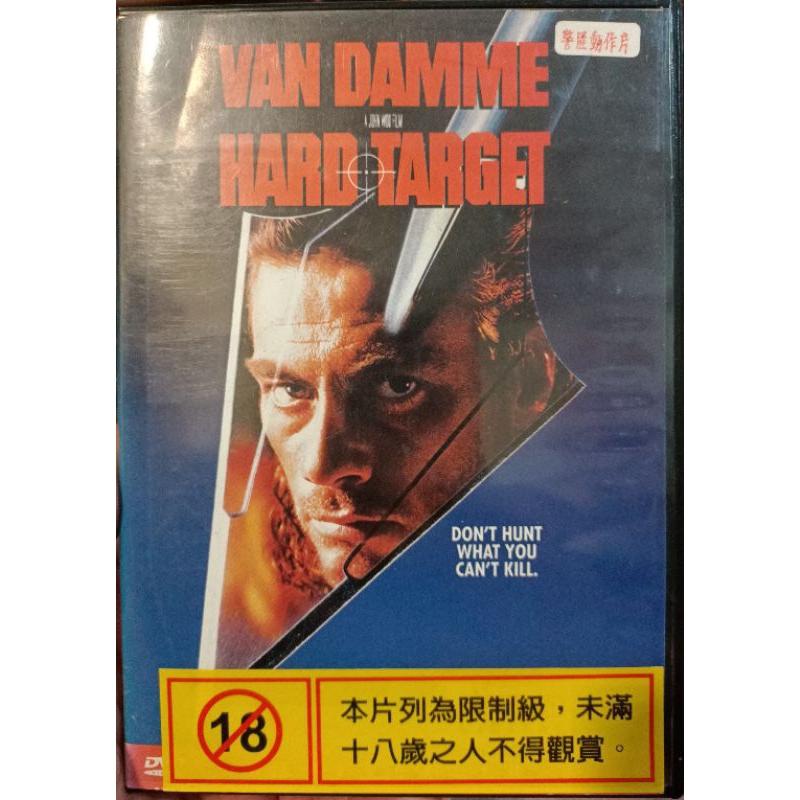 警匪動作片
VAN DAMME
A JOHN WOO FILM
HARD TARGET
DON'T HUNT
WHAT YOU
CAN'T KILL.
18
本片列為限制級，未滿
十八歲之人不得觀賞。